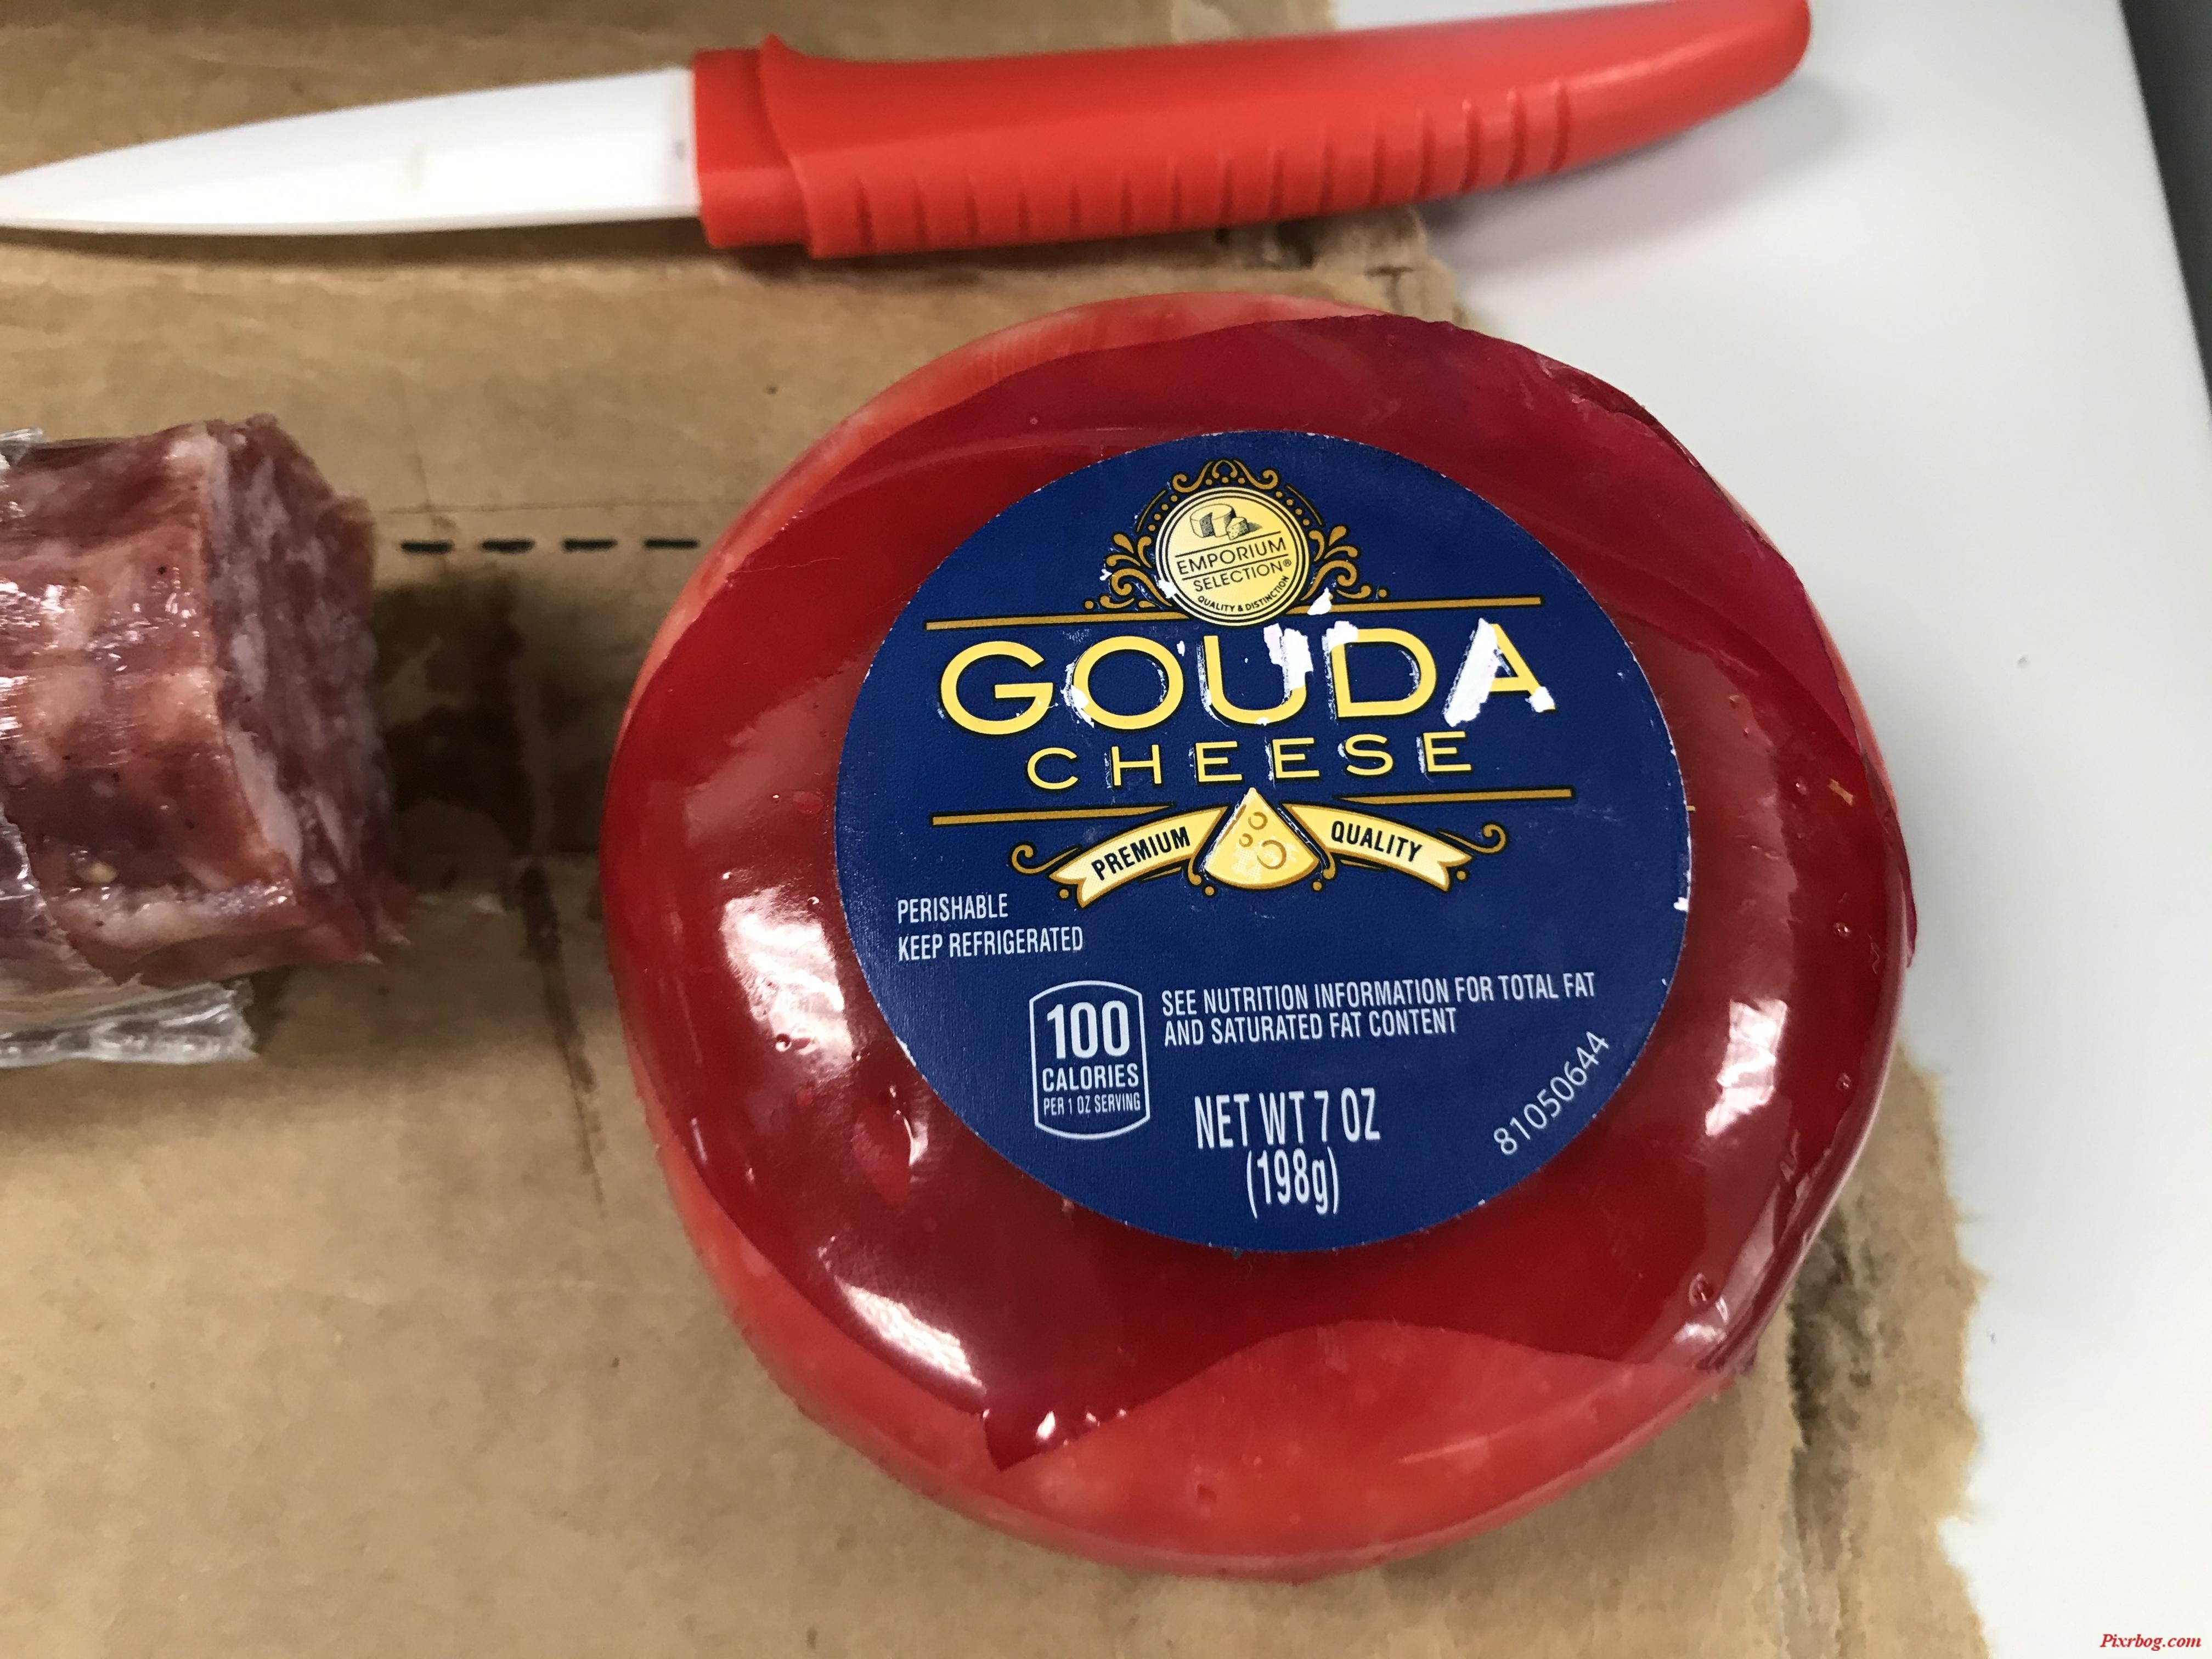 EMPORIUM
SELECTION®
QUALITY & DISTINCTION
GOUDA
CHEESE
PREMIUM QUALITY
PERISHABLE
KEEP REFRIGERATED
100
CALORIES
PER 1 OZ SERVING
SEE NUTRITION INFORMATION FOR TOTAL FAT
AND SATURATED FAT CONTENT
NET WT 7 OZ
(198g)
81050644
Pixrbog.com